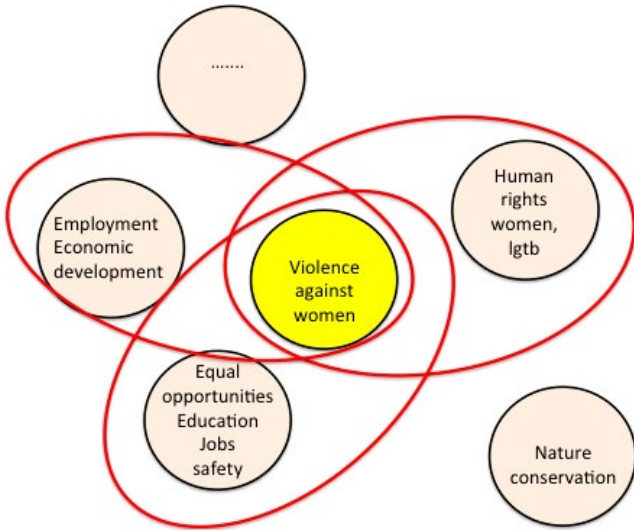 .......
Human
rights
women,
lgtb
Employment
Economic
development
Violence
against
women
Equal
opportunities
Education
Jobs
safety
Nature
conservation